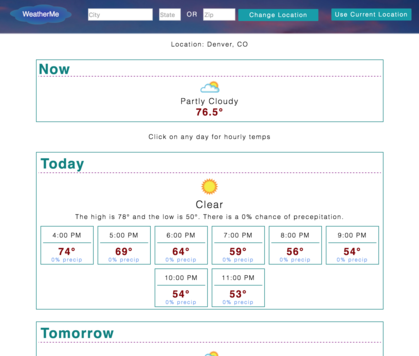 WeatherMe City State OR Zip Change Location Use Current Location
Location: Denver, CO
Now
Partly Cloudy
76.5°
Click on any day for hourly temps
Today
Clear
The high is 78° and the low is 50°. There is a 0% chance of precepitation.
4:00 PM 5:00 PM 6:00 PM 7:00 PM 8:00 PM 9:00 PM
74° 69° 64° 59° 56° 54°
0% precip 0% precip 0% precip 0% precip 0% precip 0% precip
10:00 PM 11:00 PM
54° 53°
0% precip 0% precip
Tomorrow